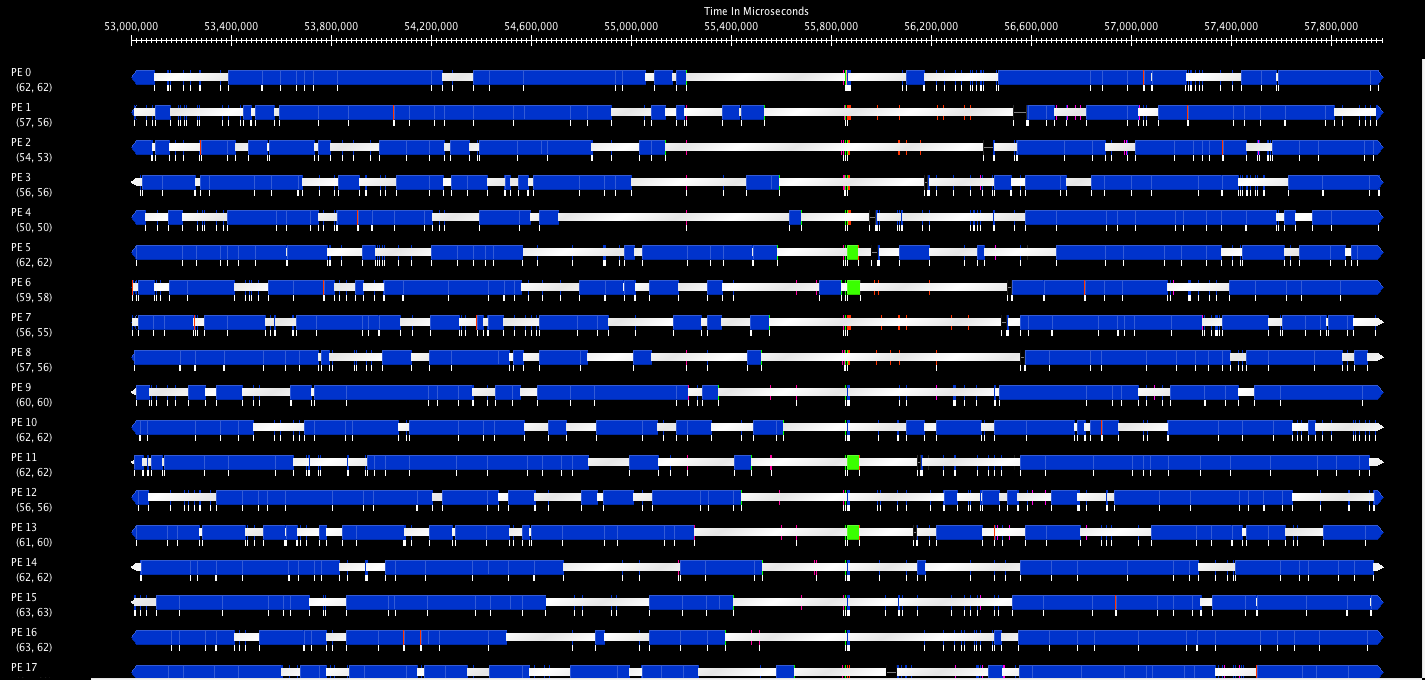 Time In Microseconds
53,000,000 53,400,000 53,800,000 54,200,000 54,600,000 55,000,000 55,400,000 55,800,000 56,200,000 56,600,000 57,000,000 57,400,000 57,800,000
PE 0
(62, 62)
PE 1
(57, 56)
PE 2
(54, 53)
PE 3
(56, 56)
PE 4
(50, 50)
PE 5
(62, 62)
PE 6
(59, 58)
PE 7
(56, 55)
PE 8
(57, 56)
PE 9
(60, 60)
PE 10
(62, 62)
PE 11
(62, 62)
PE 12
(56, 56)
PE 13
(61, 60)
PE 14
(62, 62)
PE 15
(63, 63)
PE 16
(63, 62)
PE 17